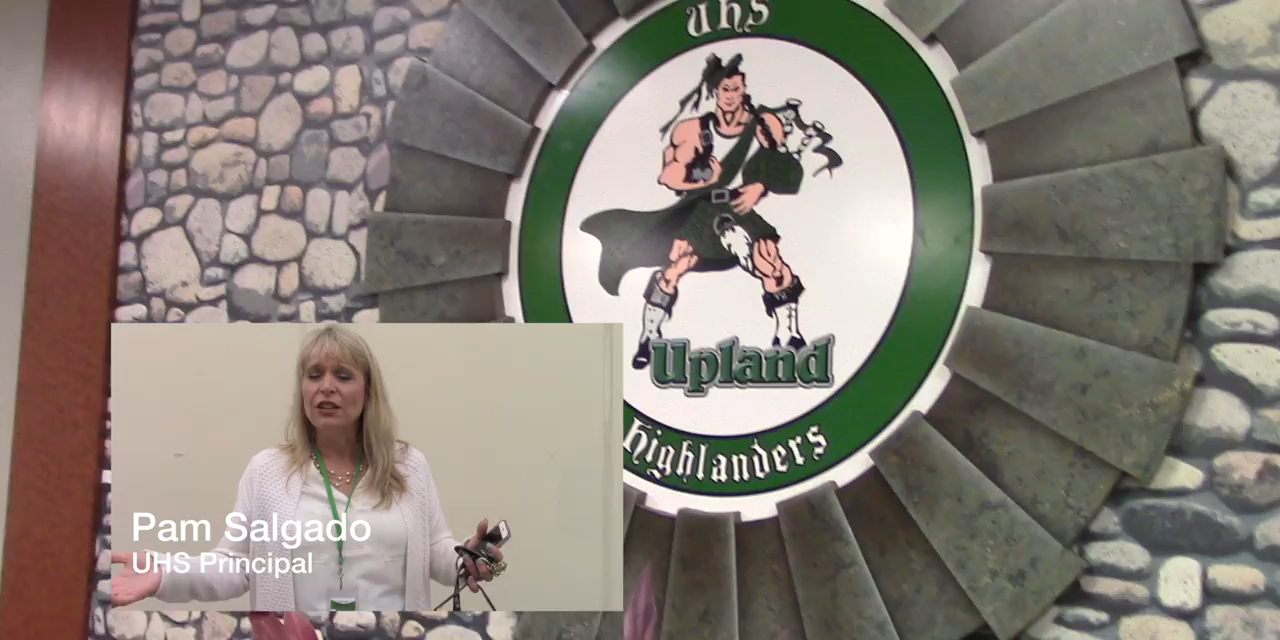 UHS
Upland
Highlanders
Pam Salgado
UHS Principal